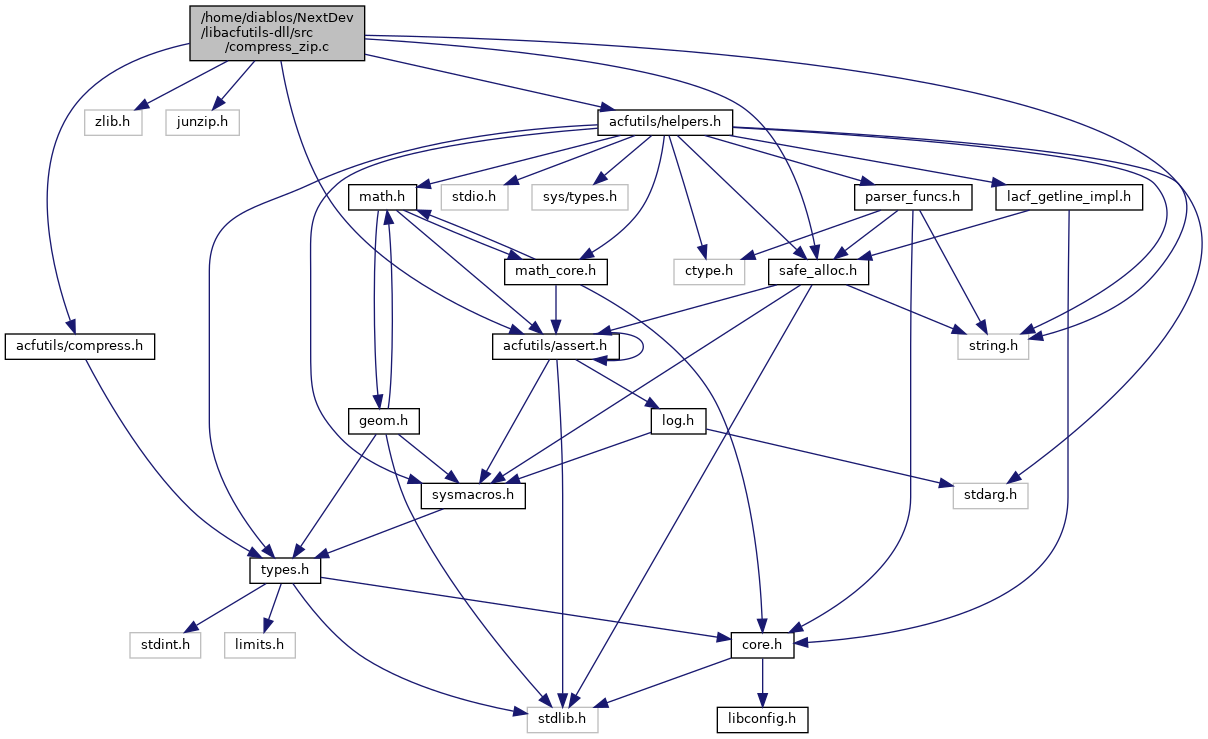 /home/diablos/NextDev
/libacfutils-dll/src
/compress_zip.c
zlib.h
junzip.h
acfutils/helpers.h
math.h
stdio.h
sys/types.h
parser_funcs.h
lacf_getline_impl.h
math_core.h
ctype.h
safe_alloc.h
acfutils/compress.h
acfutils/assert.h
string.h
geom.h
log.h
sysmacros.h
stdarg.h
types.h
stdint.h
limits.h
core.h
stdlib.h
libconfig.h